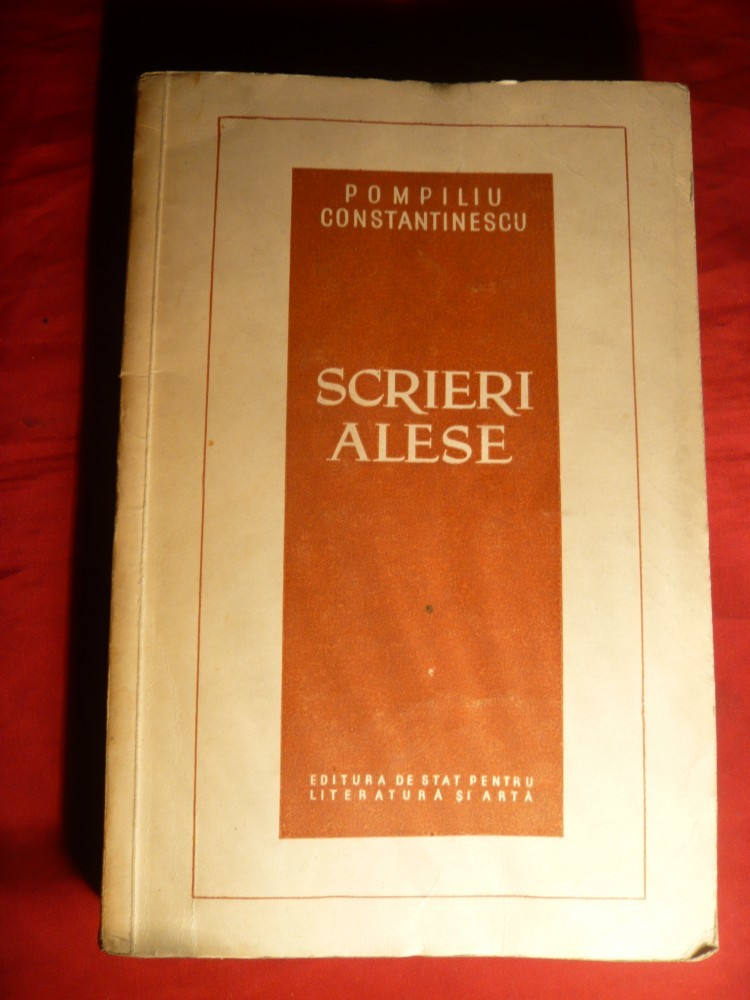 POMPILIU
CONSTANTINESCU
SCRIERI
ALESE
EDITURA DE STAT PENTRU
LITERATURĂ ȘI ARTĂ